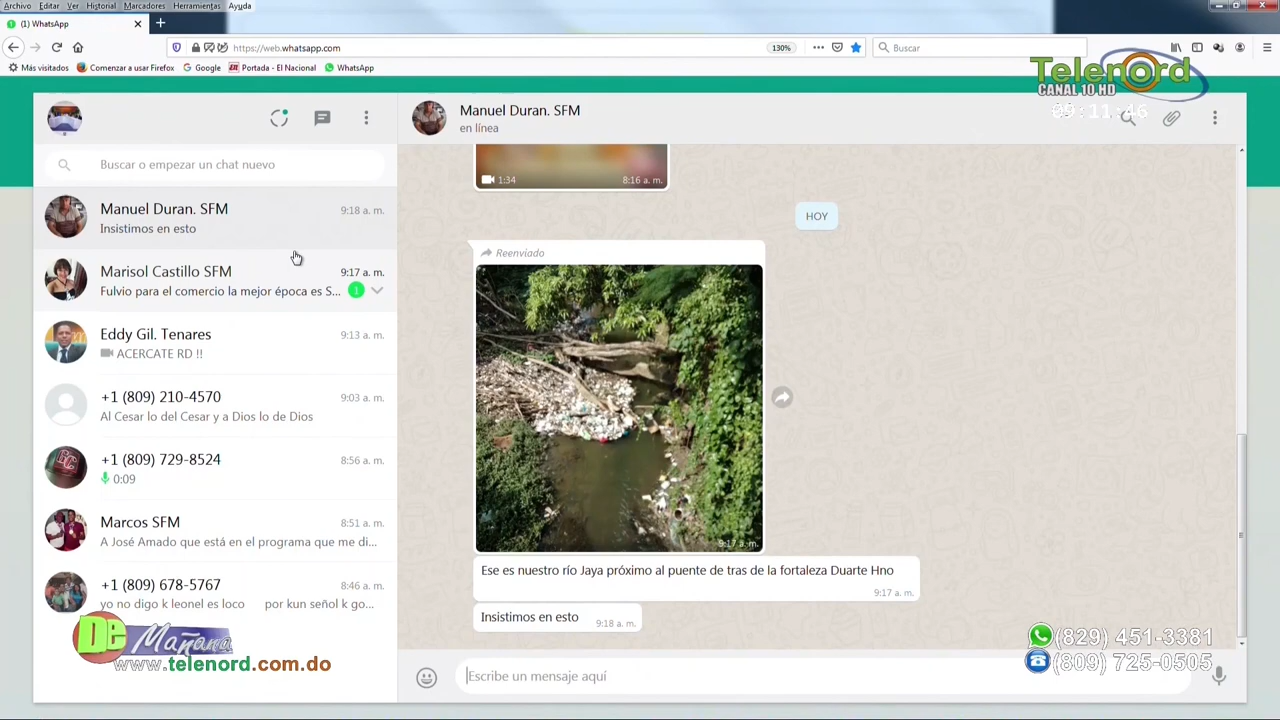 Archivo Editar Ver Historial Marcadores Herramientas Ayuda
(1) WhatsApp
https://web.whatsapp.com
130%
Buscar
Más visitados Comenzar a usar Firefox Google Portada - El Nacional WhatsApp
Telenord
CANAL 10 HD
09:11:46
Manuel Duran. SFM
en línea
Buscar o empezar un chat nuevo
Manuel Duran. SFM 9:18 a. m.
Insistimos en esto
Marisol Castillo SFM 9:17 a. m.
Fulvio para el comercio la mejor época es S... 1
Eddy Gil. Tenares 9:13 a. m.
ACERCATE RD !!
+1 (809) 210-4570 9:03 a. m.
Al Cesar lo del Cesar y a Dios lo de Dios
+1 (809) 729-8524 8:56 a. m.
0:09
Marcos SFM 8:51 a. m.
A José Amado que está en el programa que me di...
+1 (809) 678-5767 8:46 a. m.
yo no digo k leonel es loco por kun señol k go...
1:34 8:16 a. m.
HOY
Reenviado
9:17 a. m.
Ese es nuestro río Jaya próximo al puente de tras de la fortaleza Duarte Hno
9:17 a. m.
Insistimos en esto 9:18 a. m.
Escribe un mensaje aquí
De Mañana
www.telenord.com.do
(829) 451-3381
(809) 725-0505